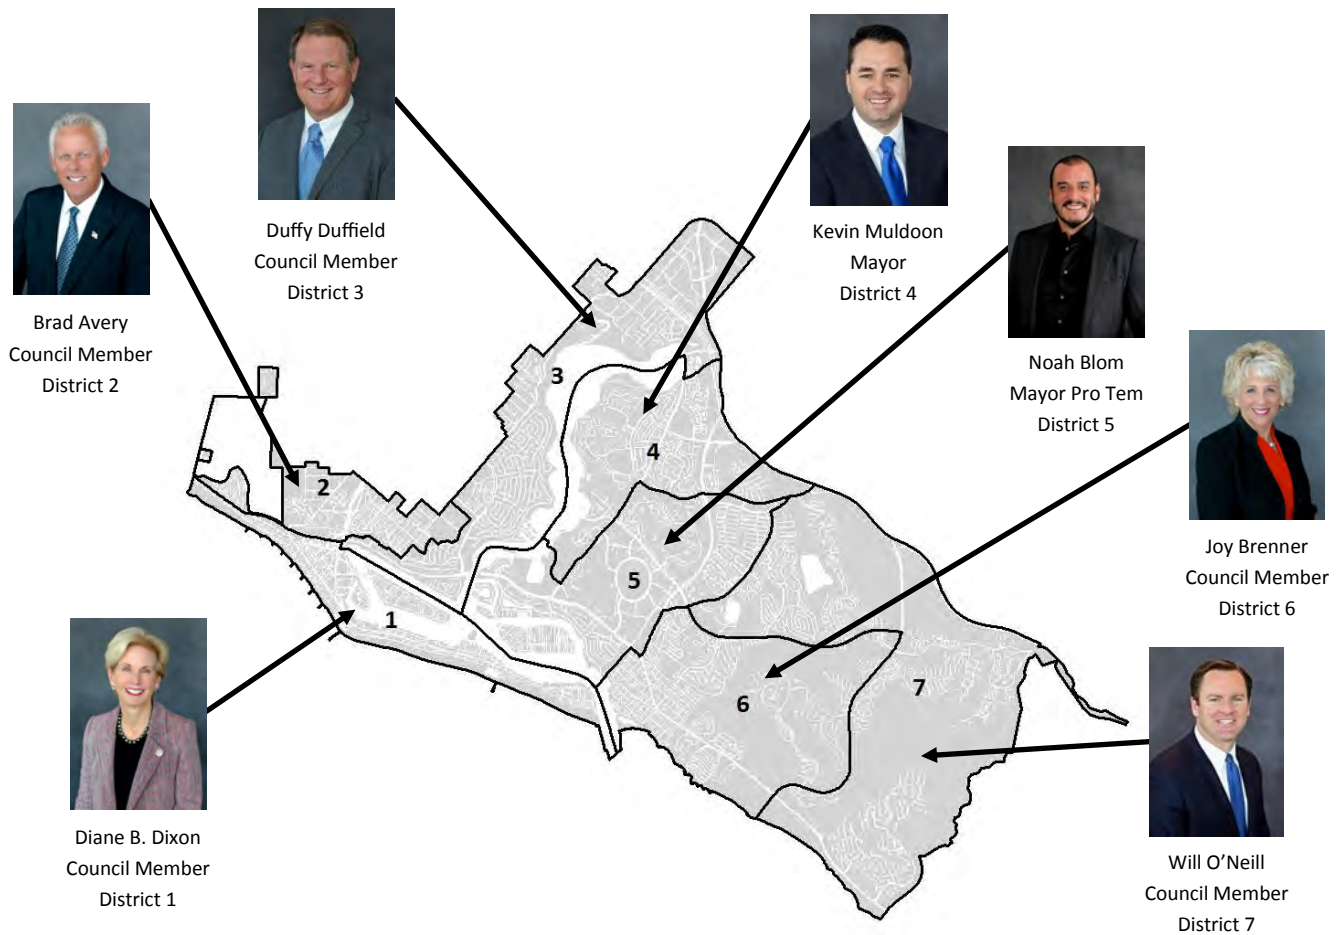 Duffy Duffield
Council Member
District 3
Kevin Muldoon
Mayor
District 4
Brad Avery
Council Member
District 2
Noah Blom
Mayor Pro Tem
District 5
Joy Brenner
Council Member
District 6
3
4
2
5
1
7
6
Diane B. Dixon
Council Member
District 1
Will O’Neill
Council Member
District 7